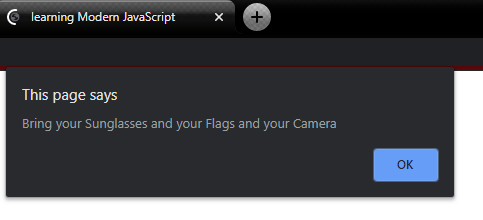 learning Modern JavaScript
This page says
Bring your Sunglasses and your Flags and your Camera
OK